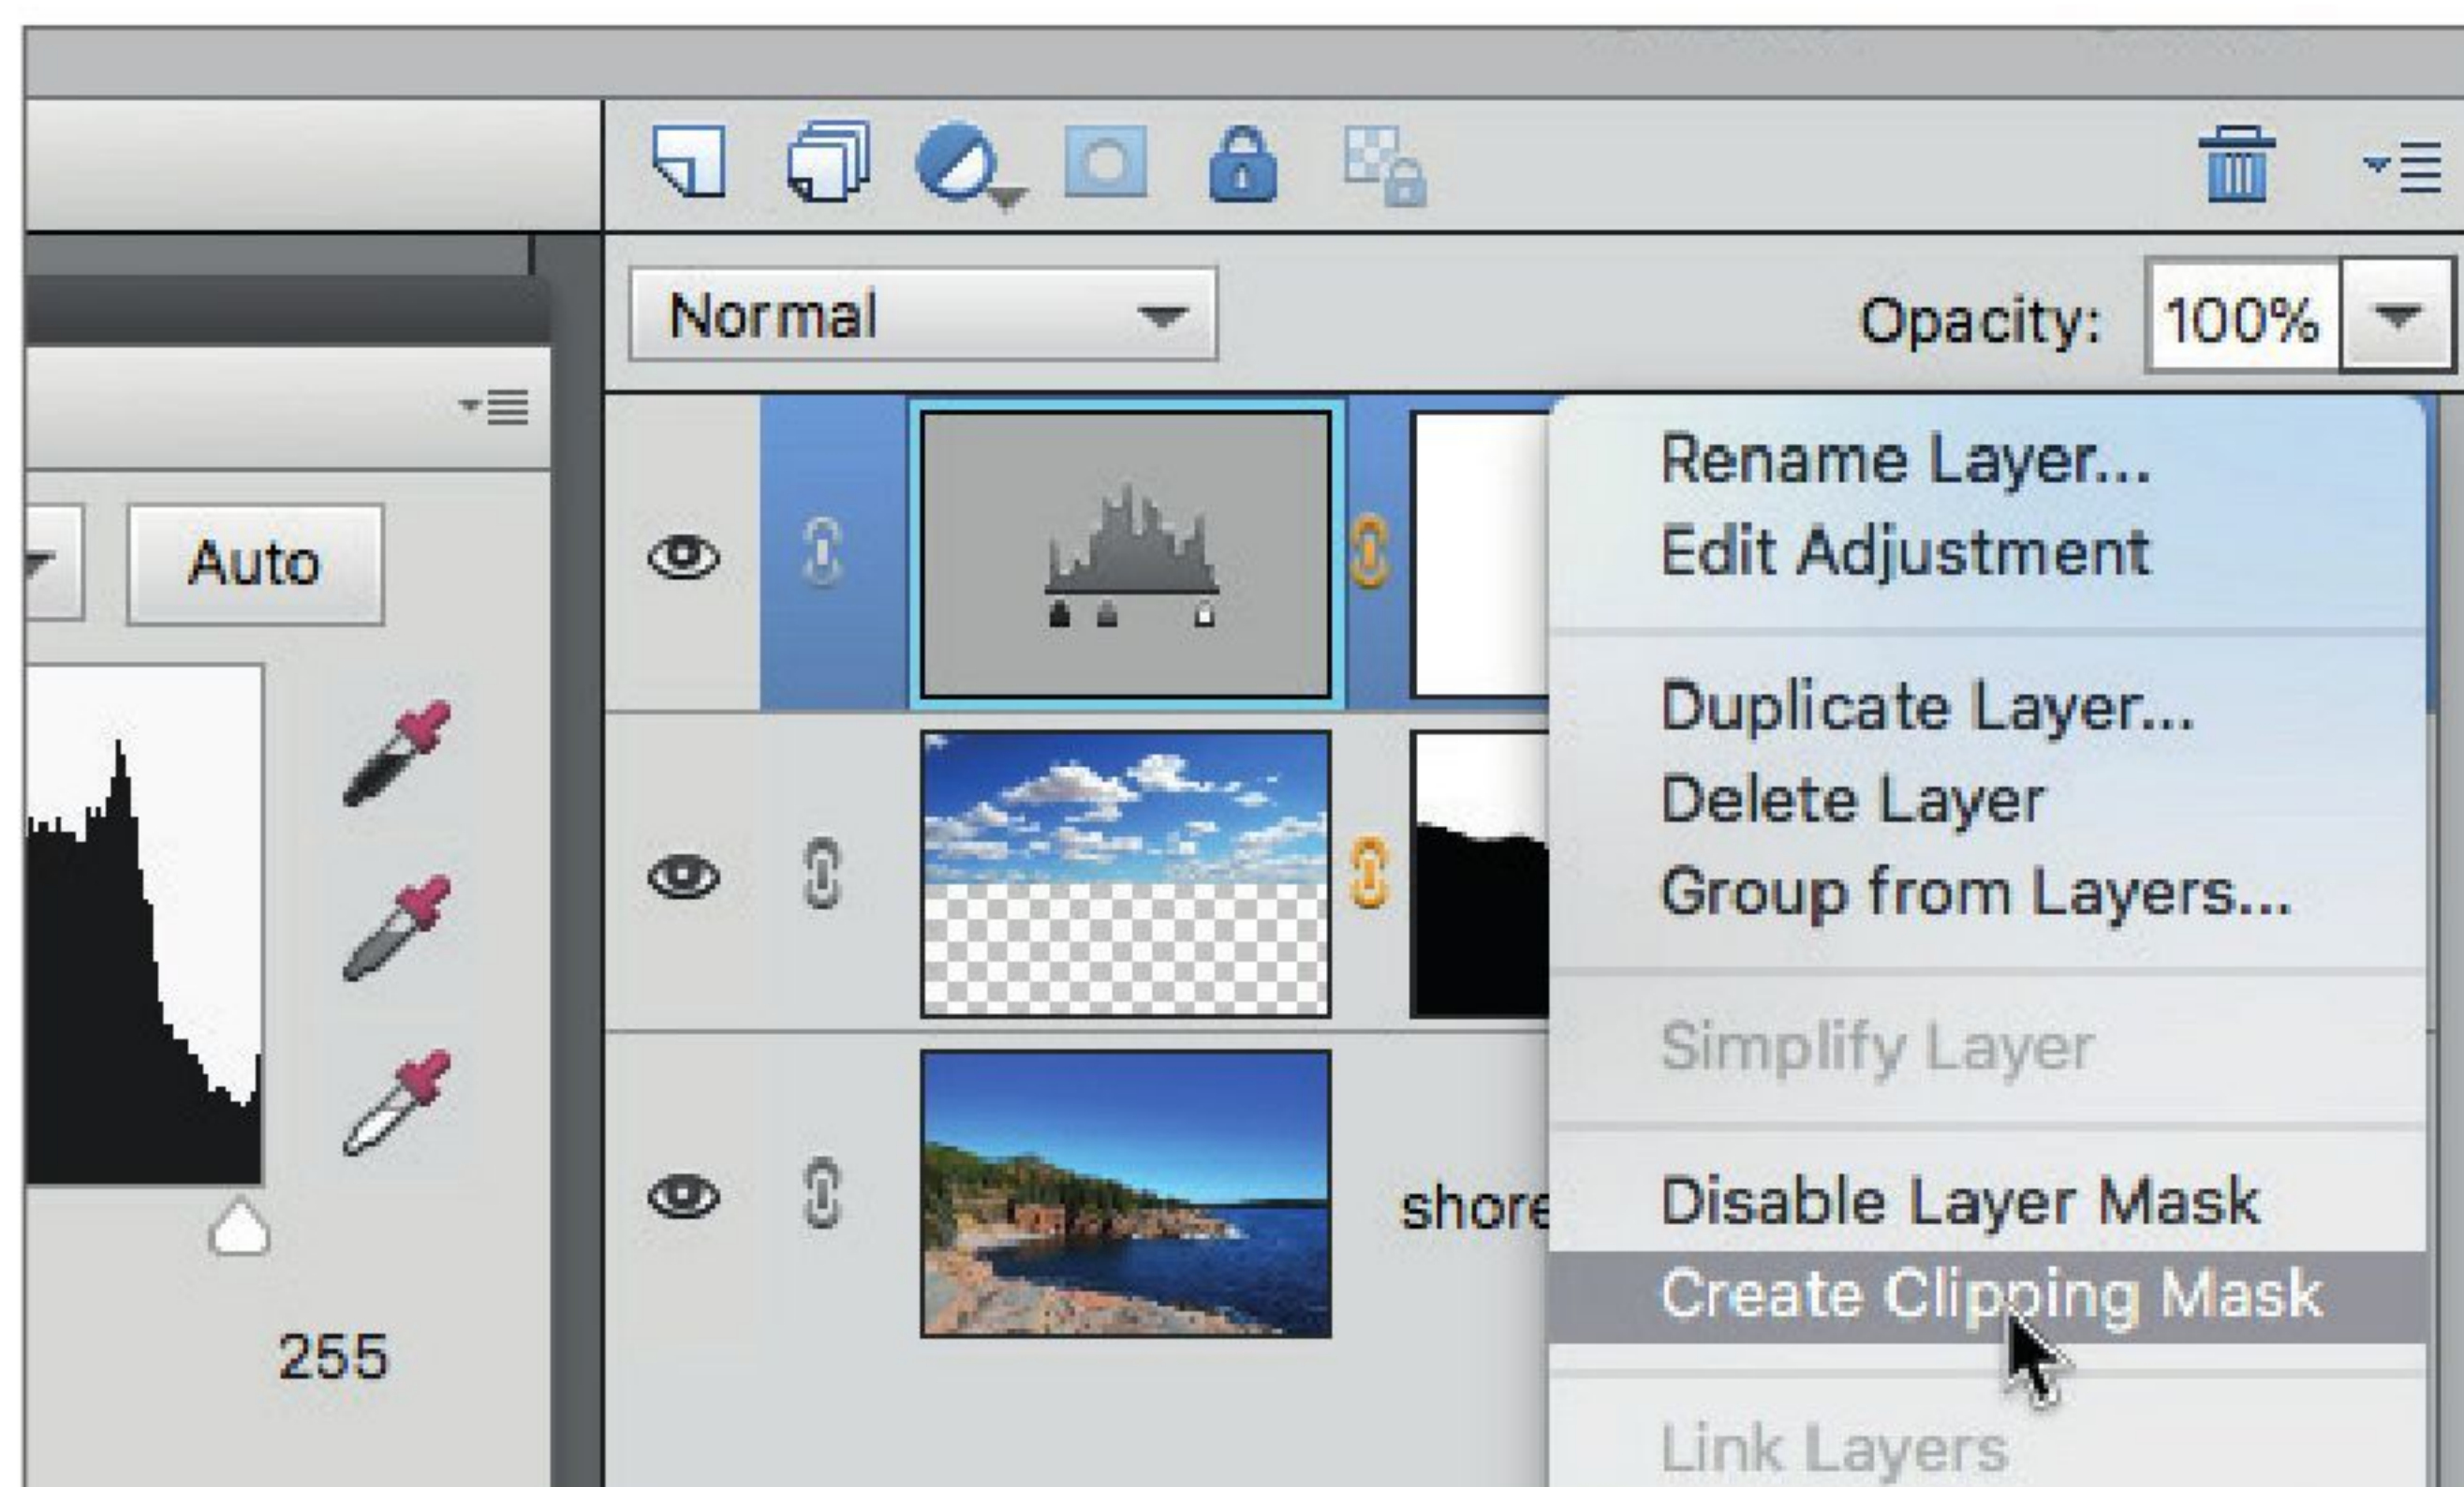 Normal
Opacity: 100%
Auto
Rename Layer...
Edit Adjustment
Duplicate Layer...
Delete Layer
Group from Layers...
Simplify Layer
Disable Layer Mask
shore
Create Clipping Mask
255
Link Layers